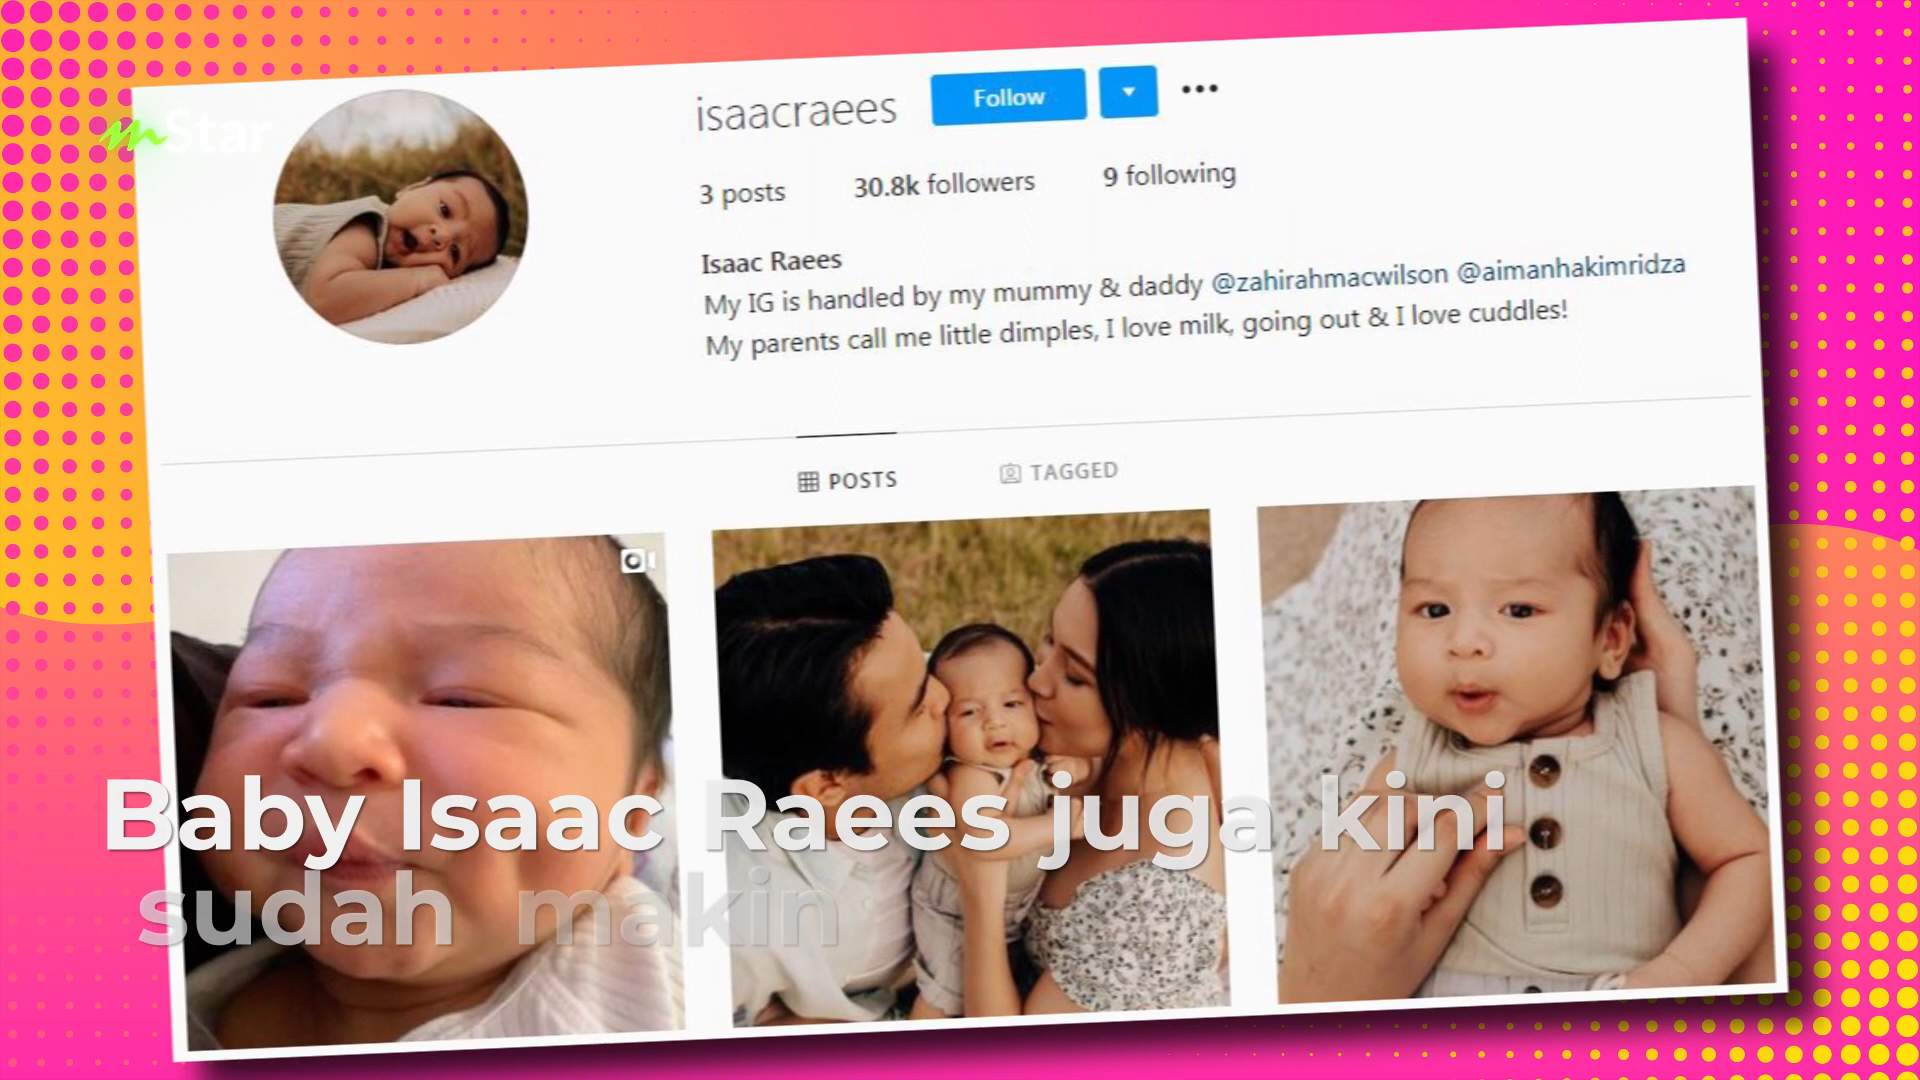 mStar
isaacraees Follow
3 posts 30.8k followers 9 following
Isaac Raees
My IG is handled by my mummy & daddy @zahirahmacwilson @aimanhakimridza
My parents call me little dimples, I love milk, going out & I love cuddles!
POSTS TAGGED
Baby Isaac Raees juga kini
sudah makin